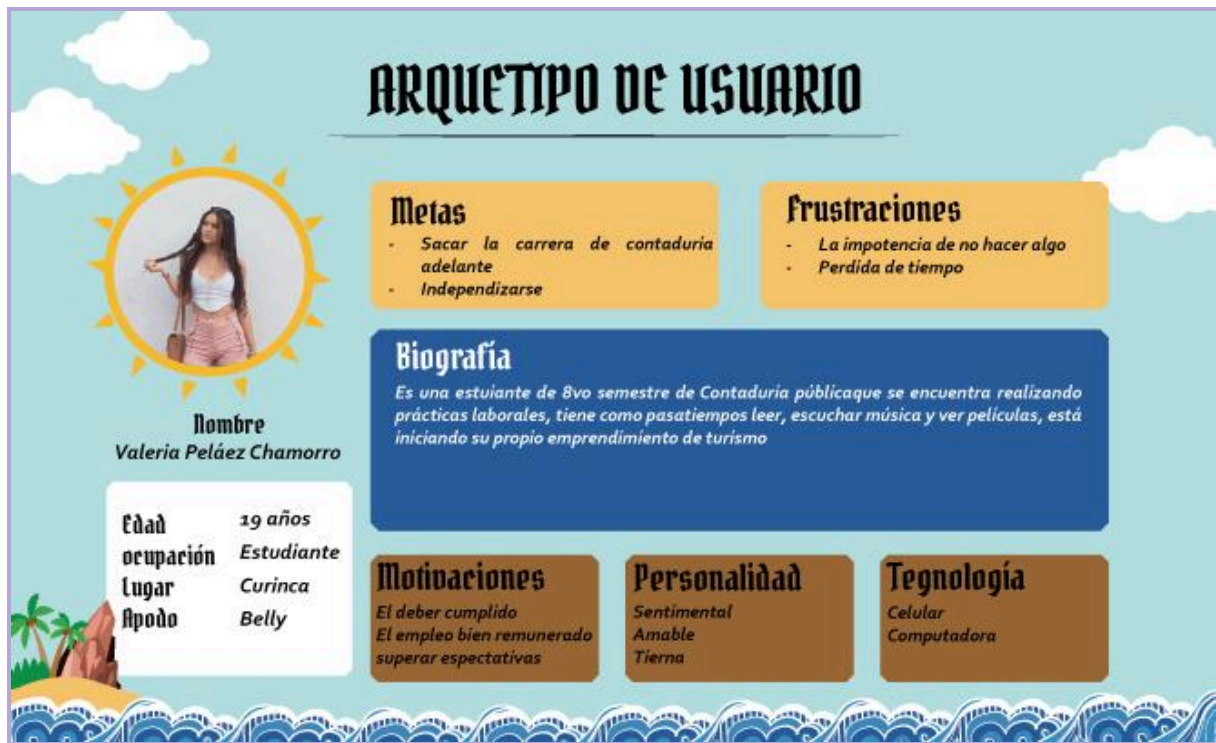 ARQUETIPO DE USUARIO
Metas
- Sacar la carrera de contaduria
adelante
- Independizarse
Frustraciones
- La impotencia de no hacer algo
- Perdida de tiempo
Biografía
Es una estuiante de 8vo semestre de Contaduria públicaque se encuentra realizando
prácticas laborales, tiene como pasatiempos leer, escuchar música y ver películas, está
iniciando su propio emprendimiento de turismo
Nombre
Valeria Peláez Chamorro
Edad 19 años
ocupación Estudiante
Lugar Curinca
Apodo Belly
Motivaciones
El deber cumplido
El empleo bien remunerado
superar espectativas
Personalidad
Sentimental
Amable
Tierna
Tegnología
Celular
Computadora